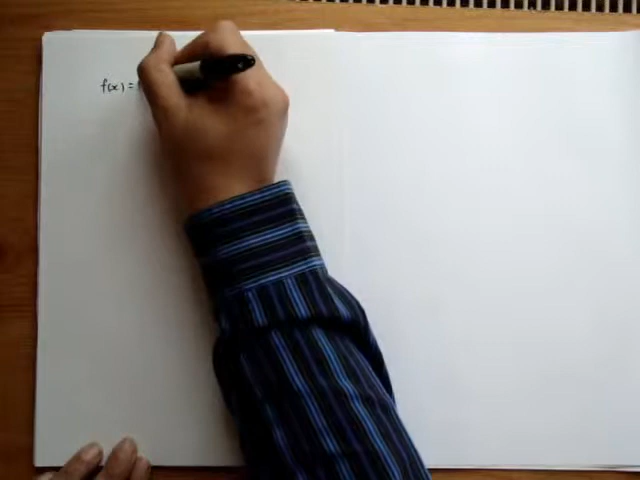 f(x) =